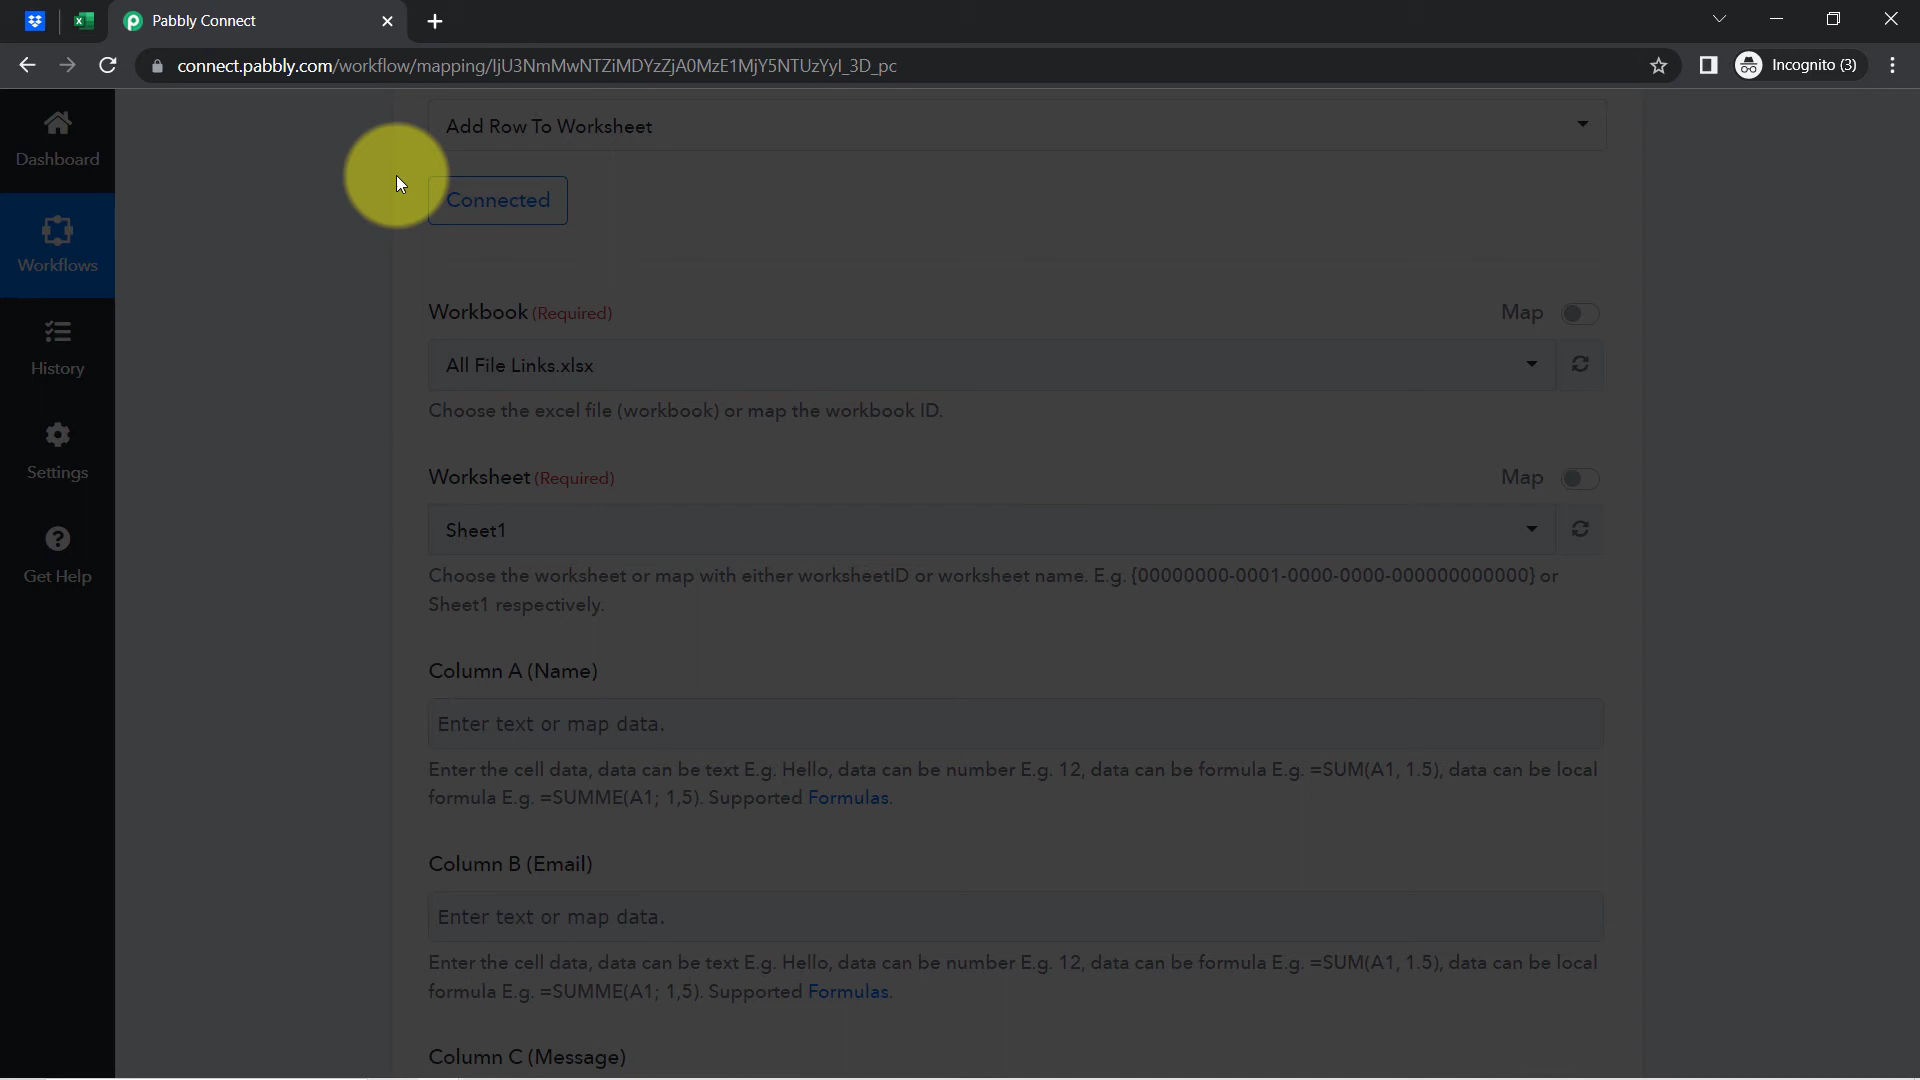 Pabbly Connect
connect.pabbly.com/workflow/mapping/IjU3NmMwNTZiMDYzZjA0MzE1MjY5NTUzYyI_3D_pc
Incognito (3)
Dashboard
Workflows
History
Settings
Get Help
Add Row To Worksheet
Connected
Workbook (Required)
Map
All File Links.xlsx
Choose the excel file (workbook) or map the workbook ID.
Worksheet (Required)
Map
Sheet1
Choose the worksheet or map with either worksheetID or worksheet name. E.g. {00000000-0001-0000-0000-000000000000} or
Sheet1 respectively.
Column A (Name)
Enter text or map data.
Enter the cell data, data can be text E.g. Hello, data can be number E.g. 12, data can be formula E.g. =SUM(A1, 1.5), data can be local
formula E.g. =SUMME(A1; 1,5). Supported Formulas.
Column B (Email)
Enter text or map data.
Enter the cell data, data can be text E.g. Hello, data can be number E.g. 12, data can be formula E.g. =SUM(A1, 1.5), data can be local
formula E.g. =SUMME(A1; 1,5). Supported Formulas.
Column C (Message)